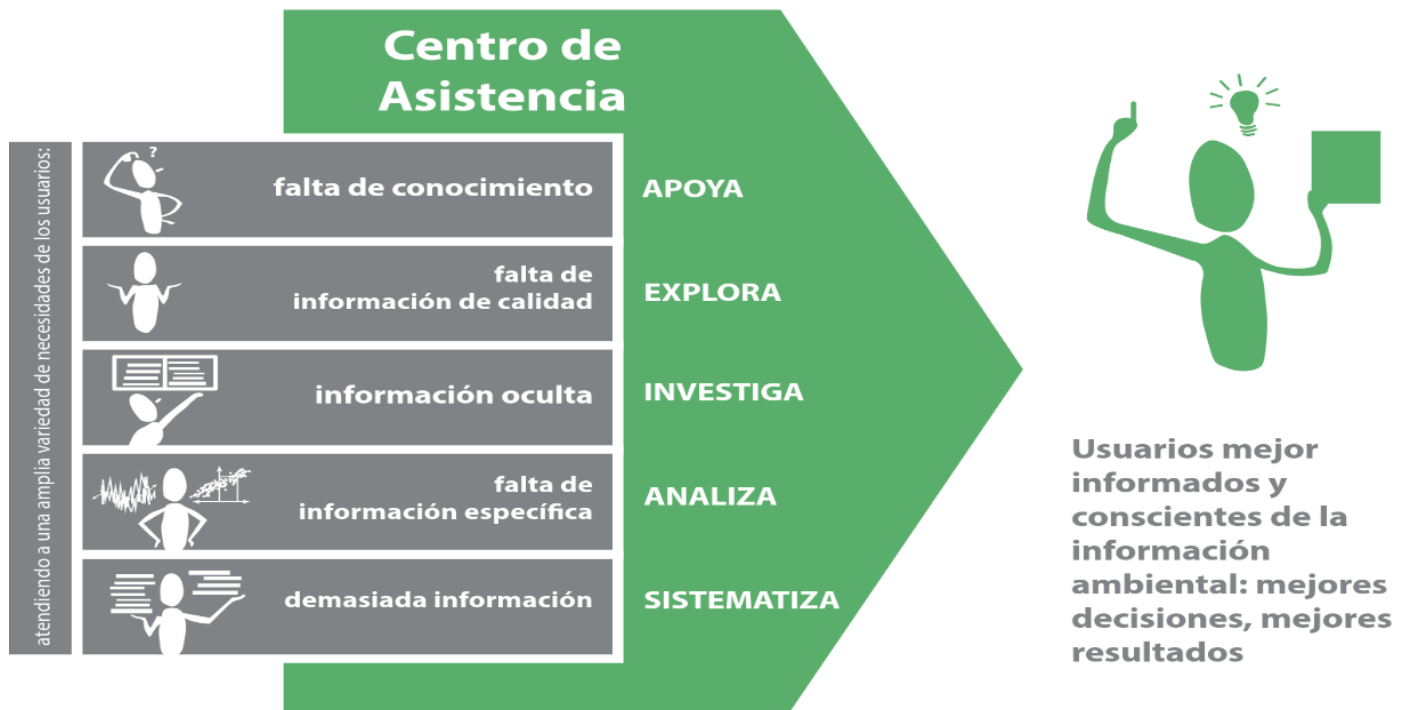 Centro de
Asistencia
atendiendo a una amplia variedad de necesidades de los usuarios:
?
falta de conocimiento
APOYA
falta de
información de calidad
EXPLORA
información oculta
INVESTIGA
falta de
información específica
ANALIZA
demasiada información
SISTEMATIZA
Usuarios mejor
informados y
conscientes de la
información
ambiental: mejores
decisiones, mejores
resultados